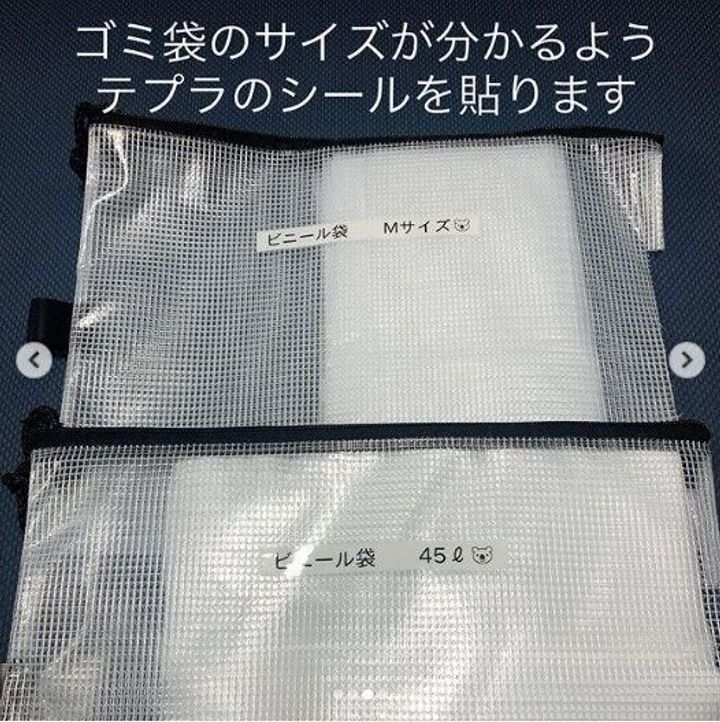 ゴミ袋のサイズが分かるよう
テプラのシールを貼ります
ビニール袋 Mサイズ🐨
ビニール袋 45ℓ🐨